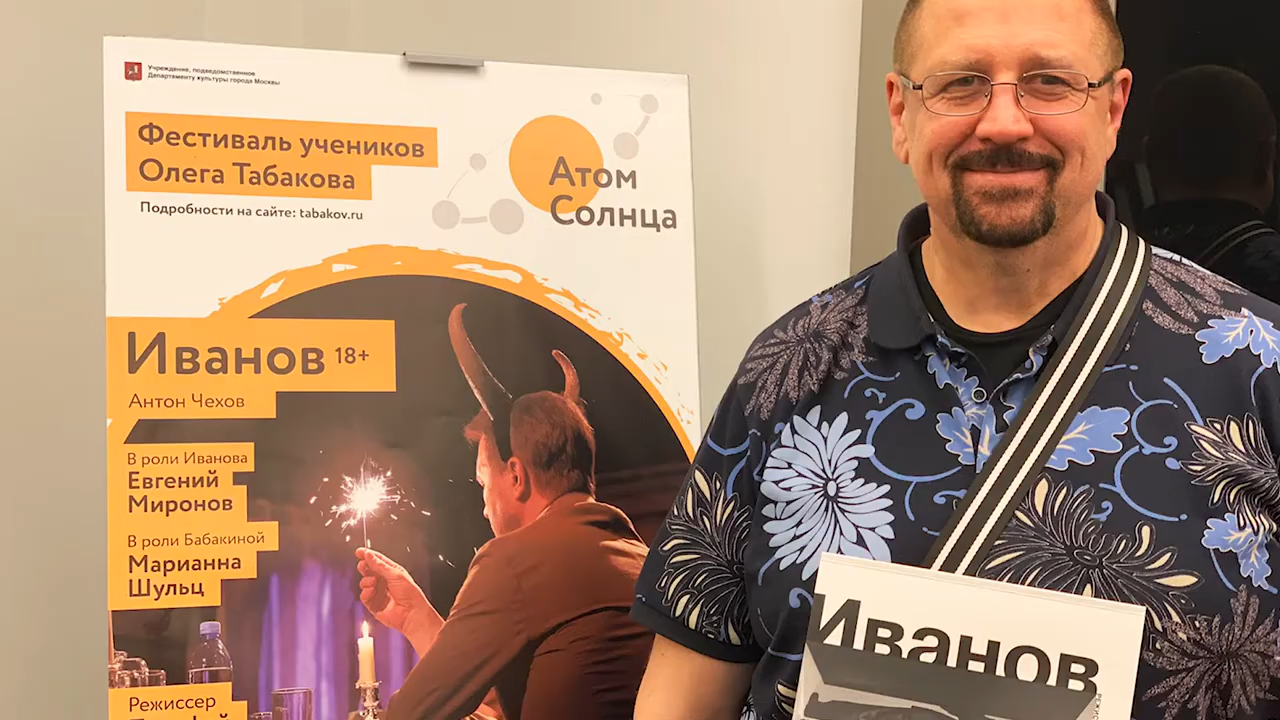 Учреждение, подведомственное
Департаменту культуры города Москвы
Фестиваль учеников
Олега Табакова
Подробности на сайте: tabakov.ru
Атом
Солнца
Иванов 18+
Антон Чехов
В роли Иванова
Евгений
Миронов
В роли Бабакиной
Марианна
Шульц
Режиссер
Иванов